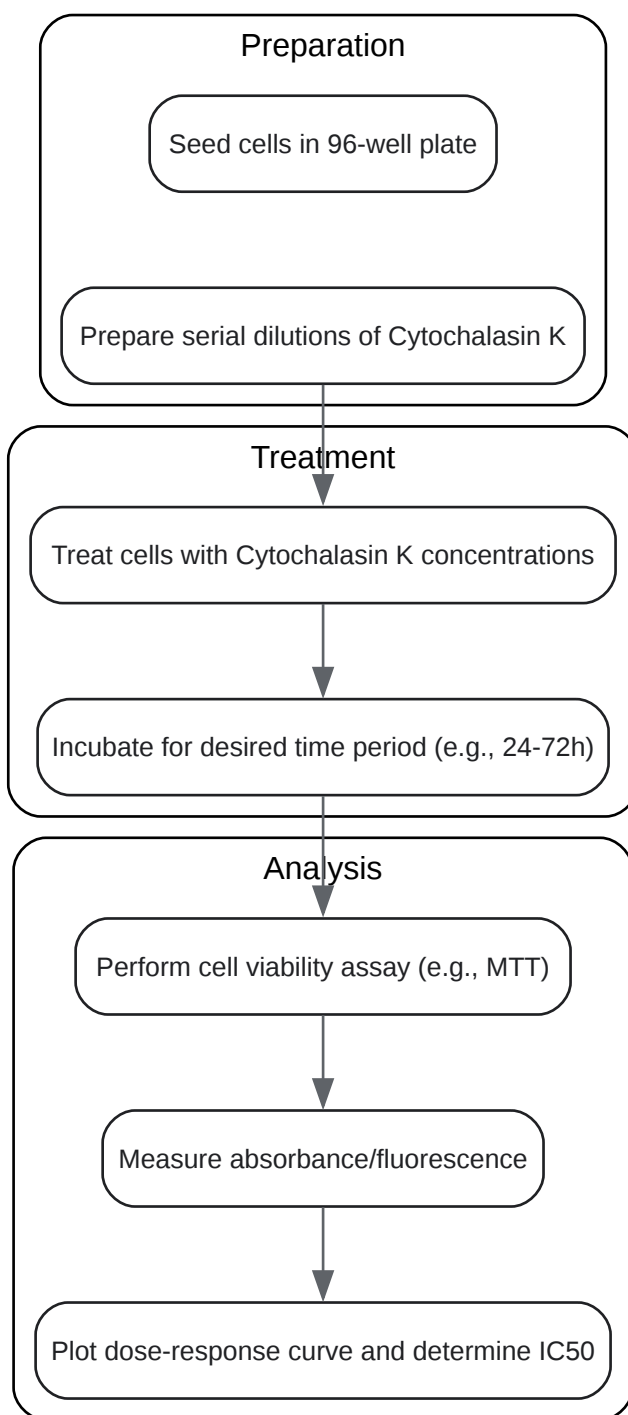 Preparation
Seed cells in 96-well plate
Prepare serial dilutions of Cytochalasin K
Treatment
Treat cells with Cytochalasin K concentrations
Incubate for desired time period (e.g., 24-72h)
Analysis
Perform cell viability assay (e.g., MTT)
Measure absorbance/fluorescence
Plot dose-response curve and determine IC50